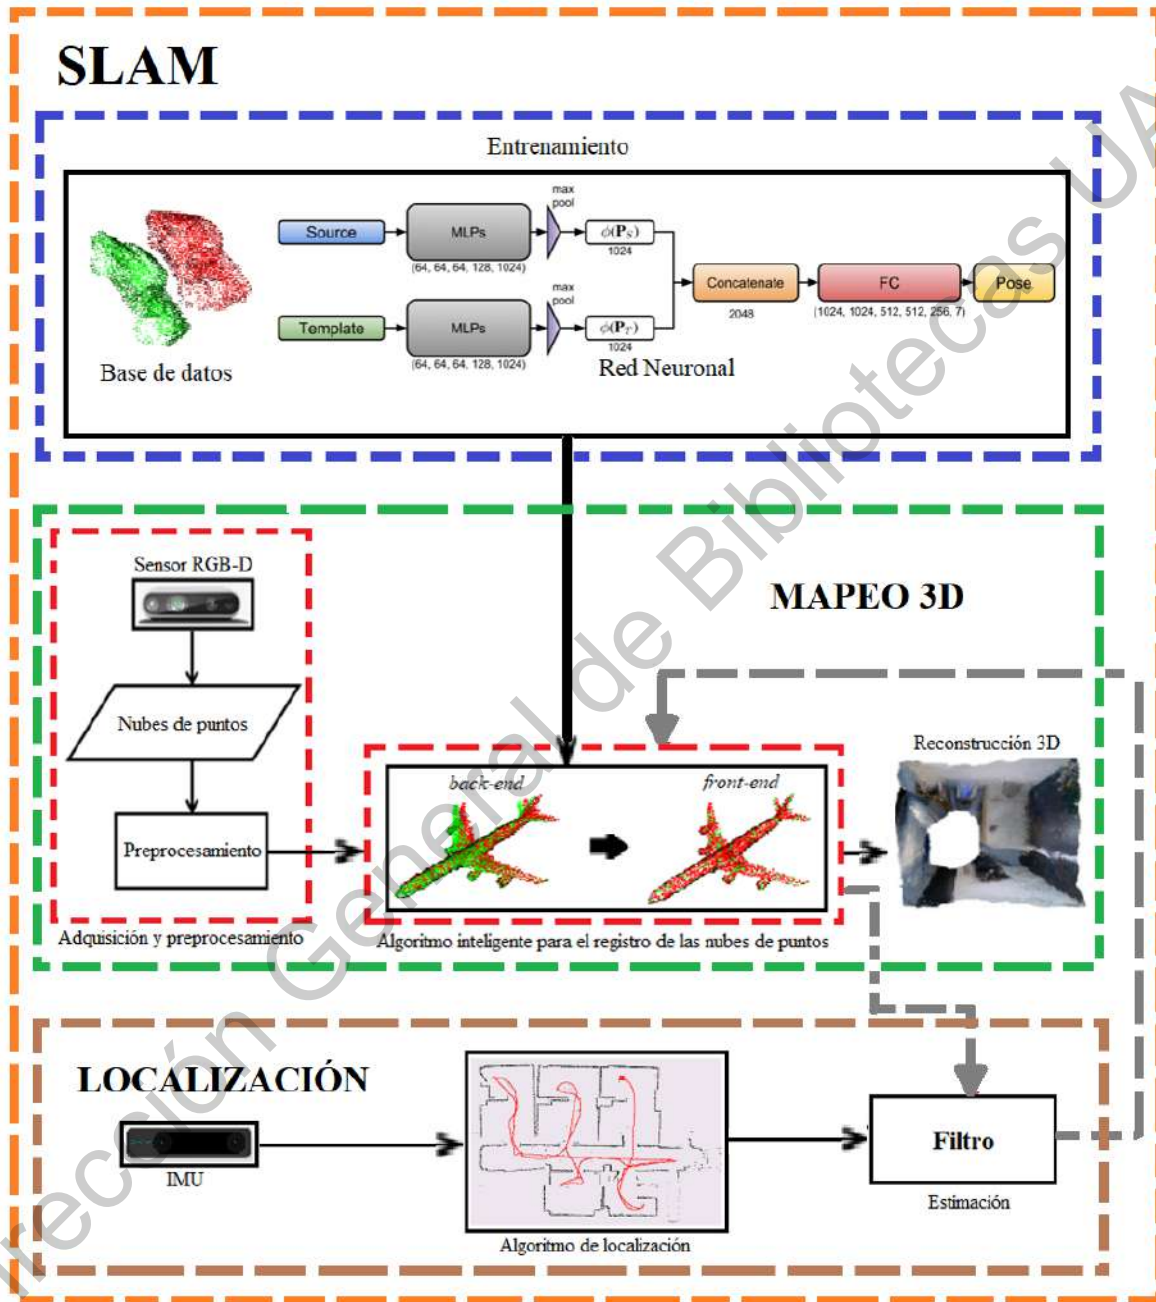 SLAM
Entrenamiento
Source
MLPs
(64, 64, 64, 128, 1024)
max
pool
ϕ(P_S)
1024
Template
MLPs
(64, 64, 64, 128, 1024)
max
pool
ϕ(P_T)
1024
Concatenate
2048
FC
(1024, 1024, 512, 512, 256, 7)
Pose
Base de datos
Red Neuronal
MAPEO 3D
Sensor RGB-D
Nubes de puntos
Preprocesamiento
Adquisición y preprocesamiento
back-end
front-end
Algoritmo inteligente para el registro de las nubes de puntos
Reconstrucción 3D
LOCALIZACIÓN
IMU
Algoritmo de localización
Filtro
Estimación
irección General de Bibliotecas UA